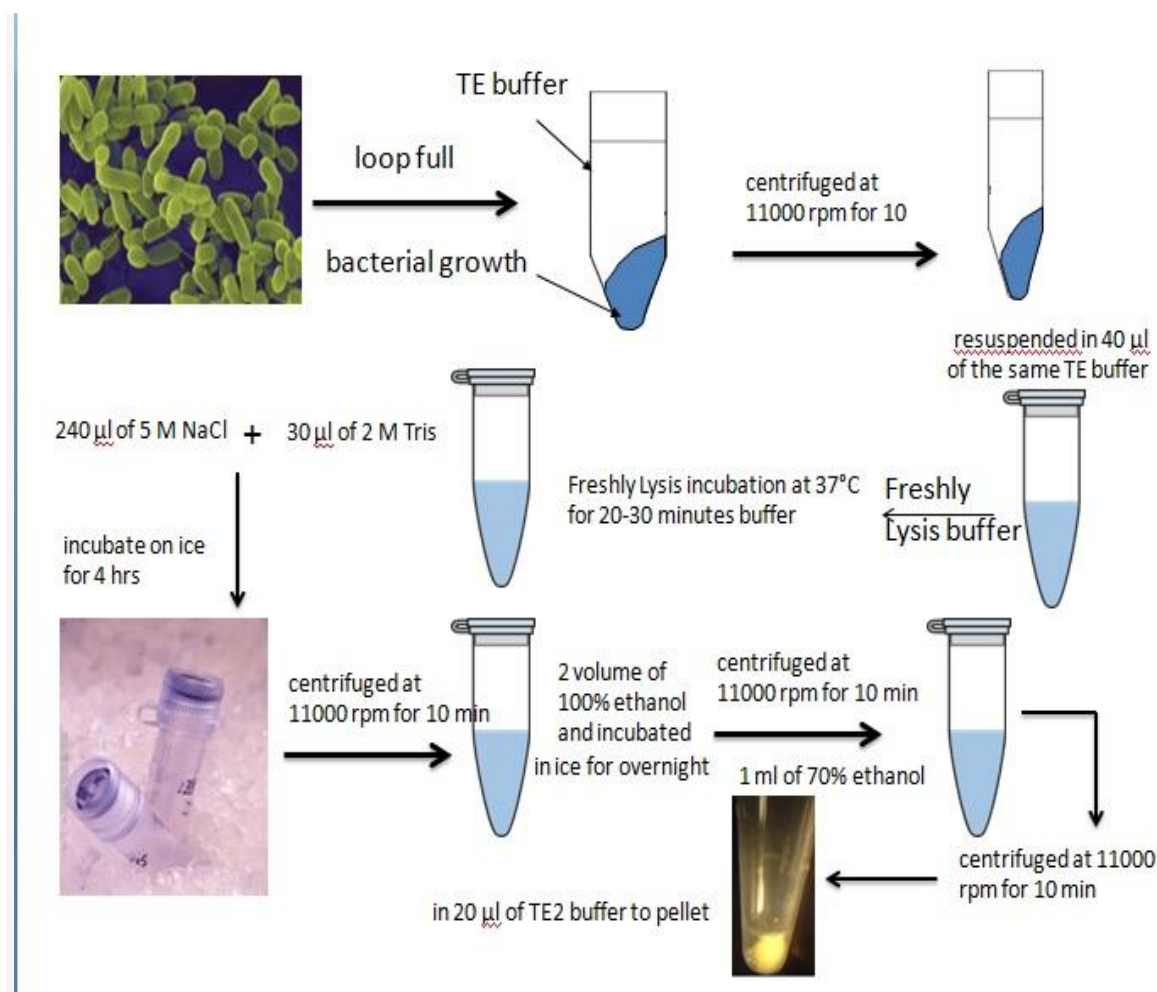 TE buffer
loop full
bacterial growth
centrifuged at
11000 rpm for 10
resuspended in 40 µl
of the same TE buffer
Freshly
Lysis buffer
Freshly Lysis incubation at 37°C
for 20-30 minutes buffer
240 µl of 5 M NaCl + 30 µl of 2 M Tris
incubate on ice
for 4 hrs
centrifuged at
11000 rpm for 10 min
2 volume of
100% ethanol
and incubated
in ice for overnight
centrifuged at
11000 rpm for 10 min
1 ml of 70% ethanol
centrifuged at 11000
rpm for 10 min
in 20 µl of TE2 buffer to pellet